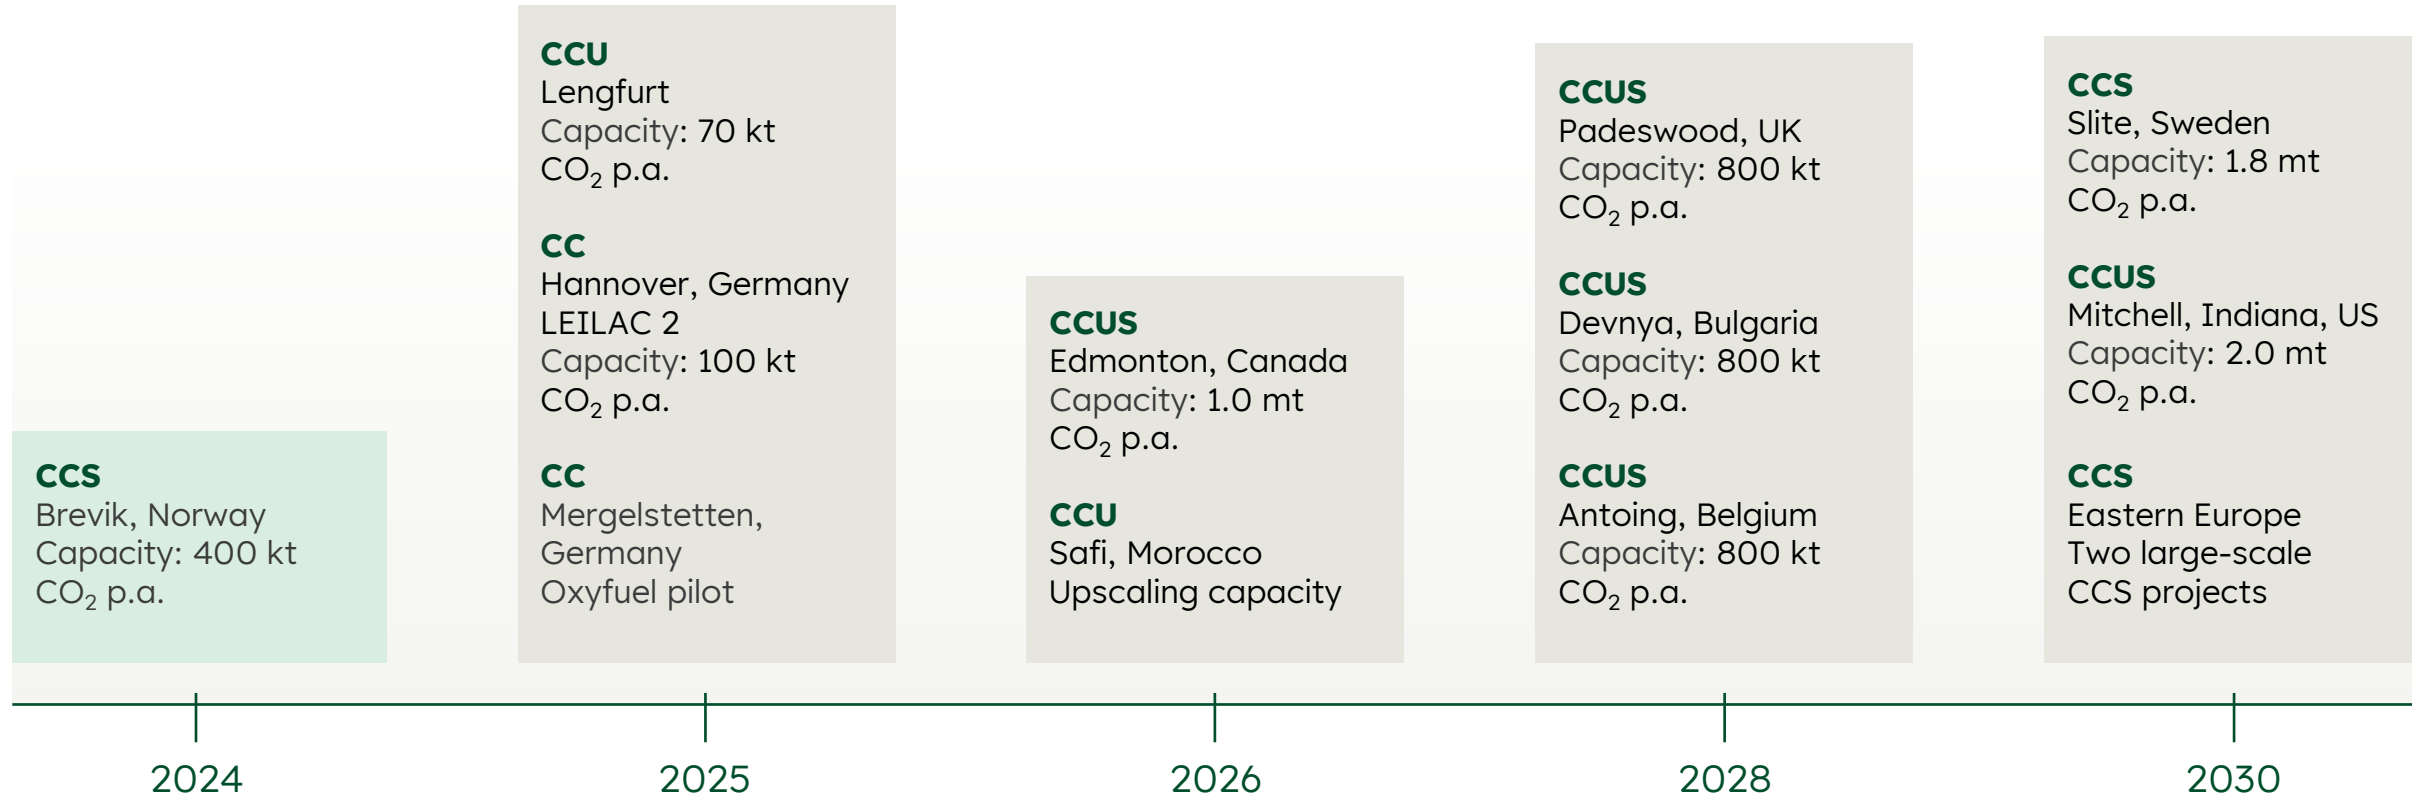 CCS
Brevik, Norway
Capacity: 400 kt
CO₂ p.a.
2024
CCU
Lengfurt
Capacity: 70 kt
CO₂ p.a.
CC
Hannover, Germany
LEILAC 2
Capacity: 100 kt
CO₂ p.a.
CC
Mergelstetten,
Germany
Oxyfuel pilot
2025
CCUS
Edmonton, Canada
Capacity: 1.0 mt
CO₂ p.a.
CCU
Safi, Morocco
Upscaling capacity
2026
CCUS
Padeswood, UK
Capacity: 800 kt
CO₂ p.a.
CCUS
Devnya, Bulgaria
Capacity: 800 kt
CO₂ p.a.
CCUS
Antoing, Belgium
Capacity: 800 kt
CO₂ p.a.
2028
CCS
Slite, Sweden
Capacity: 1.8 mt
CO₂ p.a.
CCUS
Mitchell, Indiana, US
Capacity: 2.0 mt
CO₂ p.a.
CCS
Eastern Europe
Two large-scale
CCS projects
2030